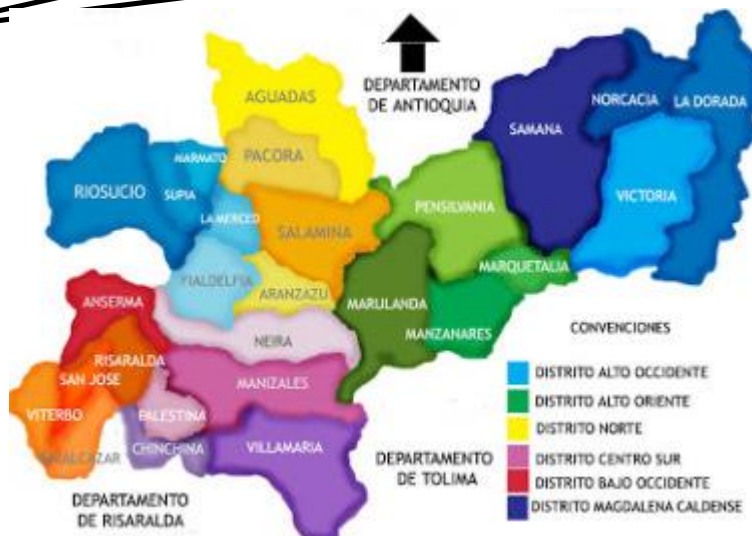 DEPARTAMENTO
DE ANTIOQUIA
AGUADAS
NORCACIA
LA DORADA
SAMANA
MARMATO
PACORA
RIOSUCIO
SUPIA
VICTORIA
PENSILVANIA
LA MERCED
SALAMINA
MARQUETALIA
FIALDELFIA
ARANZAZU
ANSERMA
MARULANDA
MANZANARES
CONVENCIONES
NEIRA
RISARALDA
SAN JOSE
MANIZALES
DISTRITO ALTO OCCIDENTE
DISTRITO ALTO ORIENTE
VITERBO
PALESTINA
DISTRITO NORTE
CHINCHINA
VILLAMARIA
DEPARTAMENTO
DE TOLIMA
DISTRITO CENTRO SUR
DISTRITO BAJO OCCIDENTE
DISTRITO MAGDALENA CALDENSE
DEPARTAMENTO
DE RISARALDA